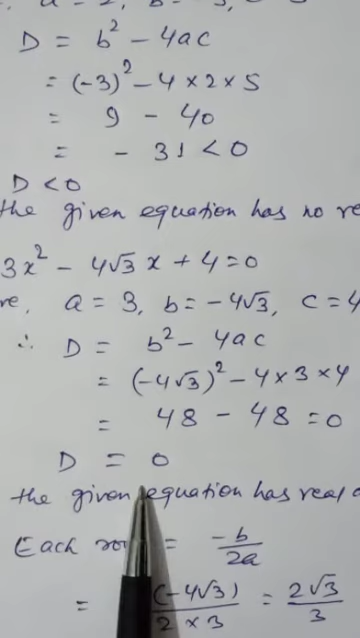 a = 2, b = -3,
D = b² - 4ac
= (-3)² - 4 × 2 × 5
= 9 - 40
= - 31 < 0
D < 0
the given equation has no
3x² - 4√3 x + 4 = 0
a = 3, b = -4√3, c = 4
∴ D = b² - 4ac
= (-4√3)² - 4 × 3 × 4
= 48 - 48 = 0
D = 0
the given equation has real
Each = -b/2a
= (-4√3)/2 × 3 = 2√3/3